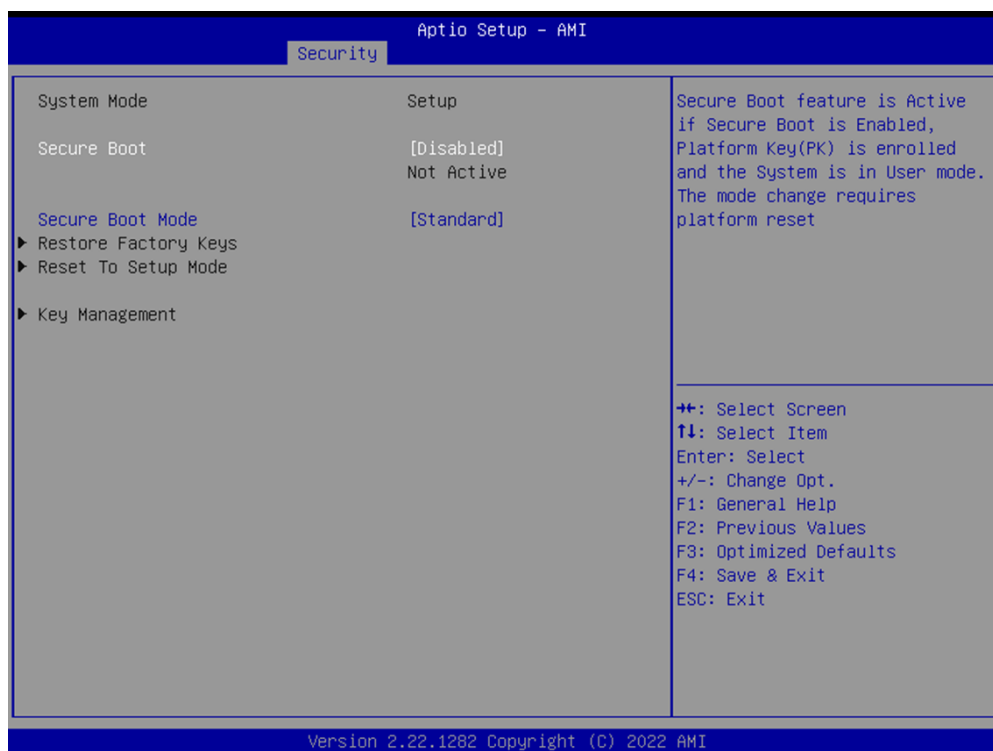 Aptio Setup - AMI
Security
System Mode Setup
Secure Boot [Disabled]
Not Active
Secure Boot Mode [Standard]
▶ Restore Factory Keys
▶ Reset To Setup Mode
▶ Key Management
Secure Boot feature is Active
if Secure Boot is Enabled,
Platform Key(PK) is enrolled
and the System is in User mode.
The mode change requires
platform reset
→←: Select Screen
↑↓: Select Item
Enter: Select
+/-: Change Opt.
F1: General Help
F2: Previous Values
F3: Optimized Defaults
F4: Save & Exit
ESC: Exit
Version 2.22.1282 Copyright (C) 2022 AMI